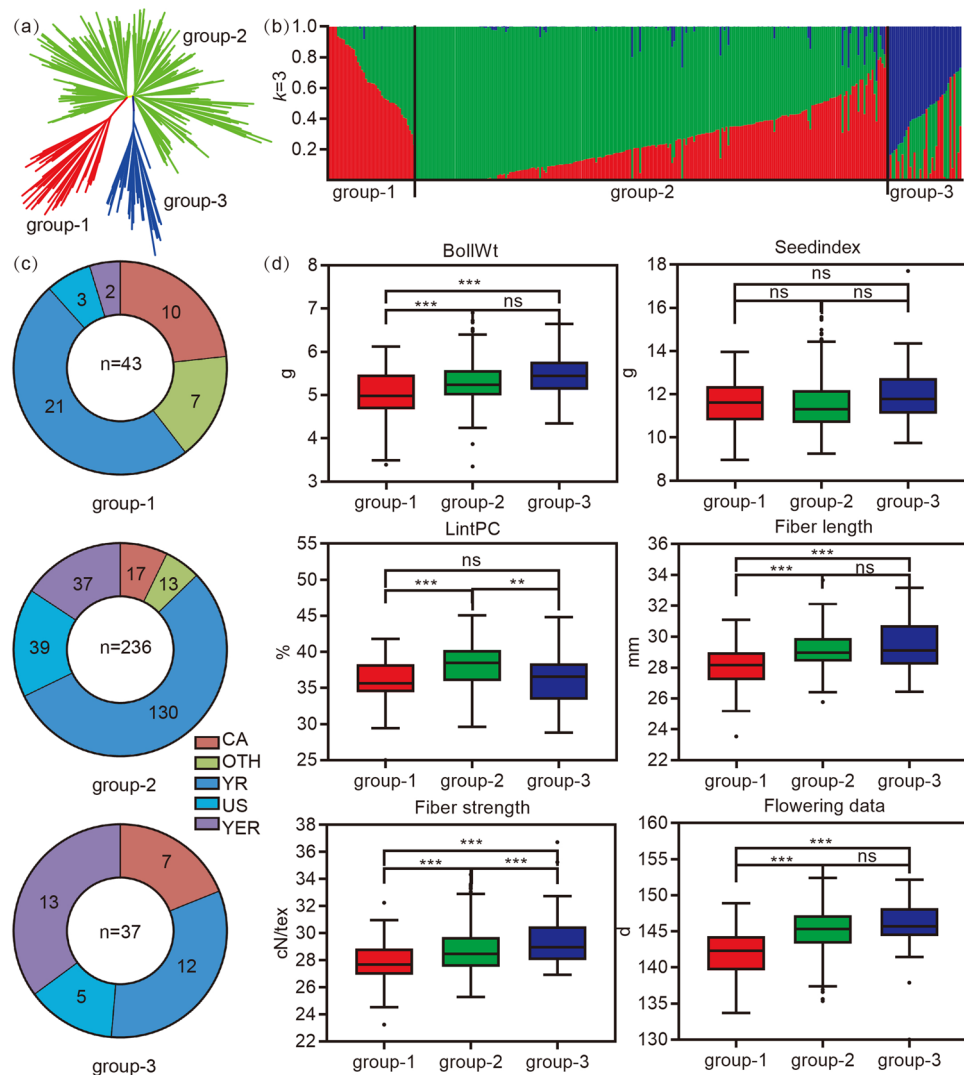 (a)
group-2
group-3
group-1
(b)
k=3
1.0
0.8
0.6
0.4
0.2
group-1
group-2
group-3
(c)
3
2
10
7
21
n=43
group-1
37
17
13
39
130
n=236
group-2
CA
OTH
YR
US
YER
7
13
12
5
n=37
group-3
(d)
BollWt
g
8
7
6
5
4
3
***
***
ns
group-1
group-2
group-3
Seedindex
g
18
16
14
12
10
8
ns
ns
ns
group-1
group-2
group-3
LintPC
%
55
50
45
40
35
30
25
ns
***
**
group-1
group-2
group-3
Fiber length
mm
36
34
32
30
28
26
24
22
***
***
ns
group-1
group-2
group-3
Fiber strength
cN/tex
38
36
34
32
30
28
26
24
22
***
***
***
group-1
group-2
group-3
Flowering data
d
160
155
150
145
140
135
130
***
***
ns
group-1
group-2
group-3